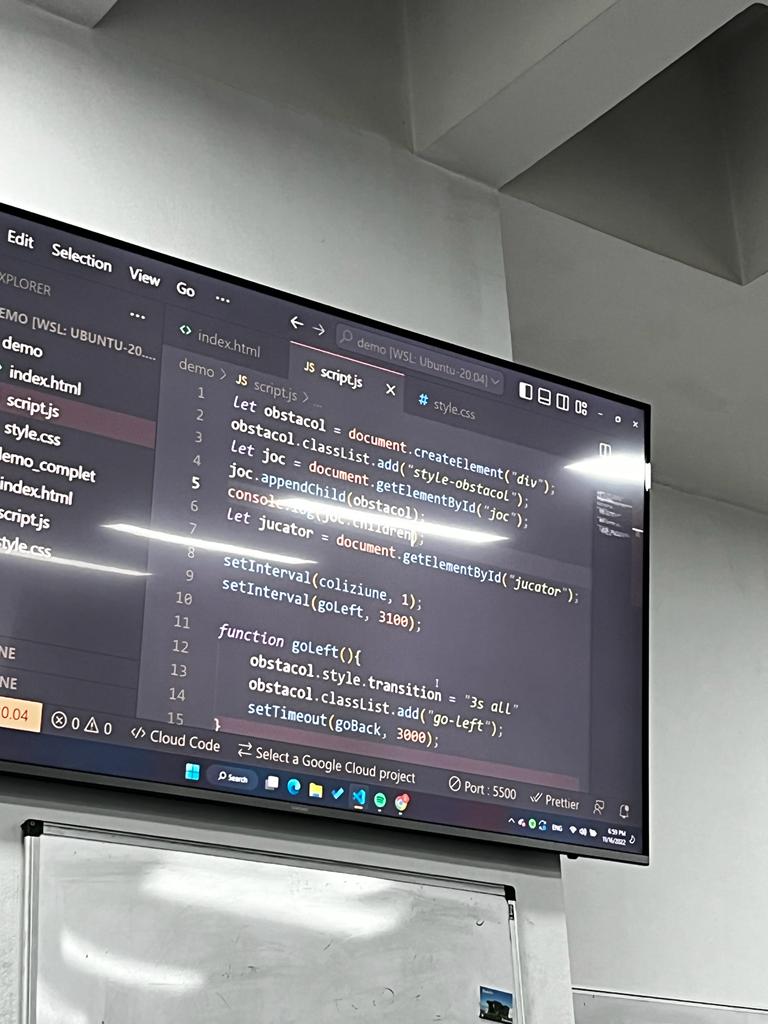 Edit Selection View Go ...
XPLORER
EMO [WSL: UBUNTU-20....
demo
index.html
script.js
style.css
emo_complet
index.html
script.js
style.css
NE
NE
demo [WSL: Ubuntu-20.04]
index.html
JS script.js
# style.css
demo > JS script.js > ...
1 let obstacol = document.createElement("div");
2 obstacol.classList.add("style-obstacol");
3 let joc = document.getElementById("joc");
4 joc.appendChild(obstacol);
5 console.log(joc.children);
6 let jucator = document.getElementById("jucator");
7
8 setInterval(coliziune, 1);
9 setInterval(goLeft, 3100);
10
11 function goLeft(){
12 obstacol.style.transition = "3s all"
13 obstacol.classList.add("go-left");
14 setTimeout(goBack, 3000);
15 }
0.04 0 0 Cloud Code Select a Google Cloud project Port : 5500 Prettier
Search
ENG
6:59 PM
11/16/2022